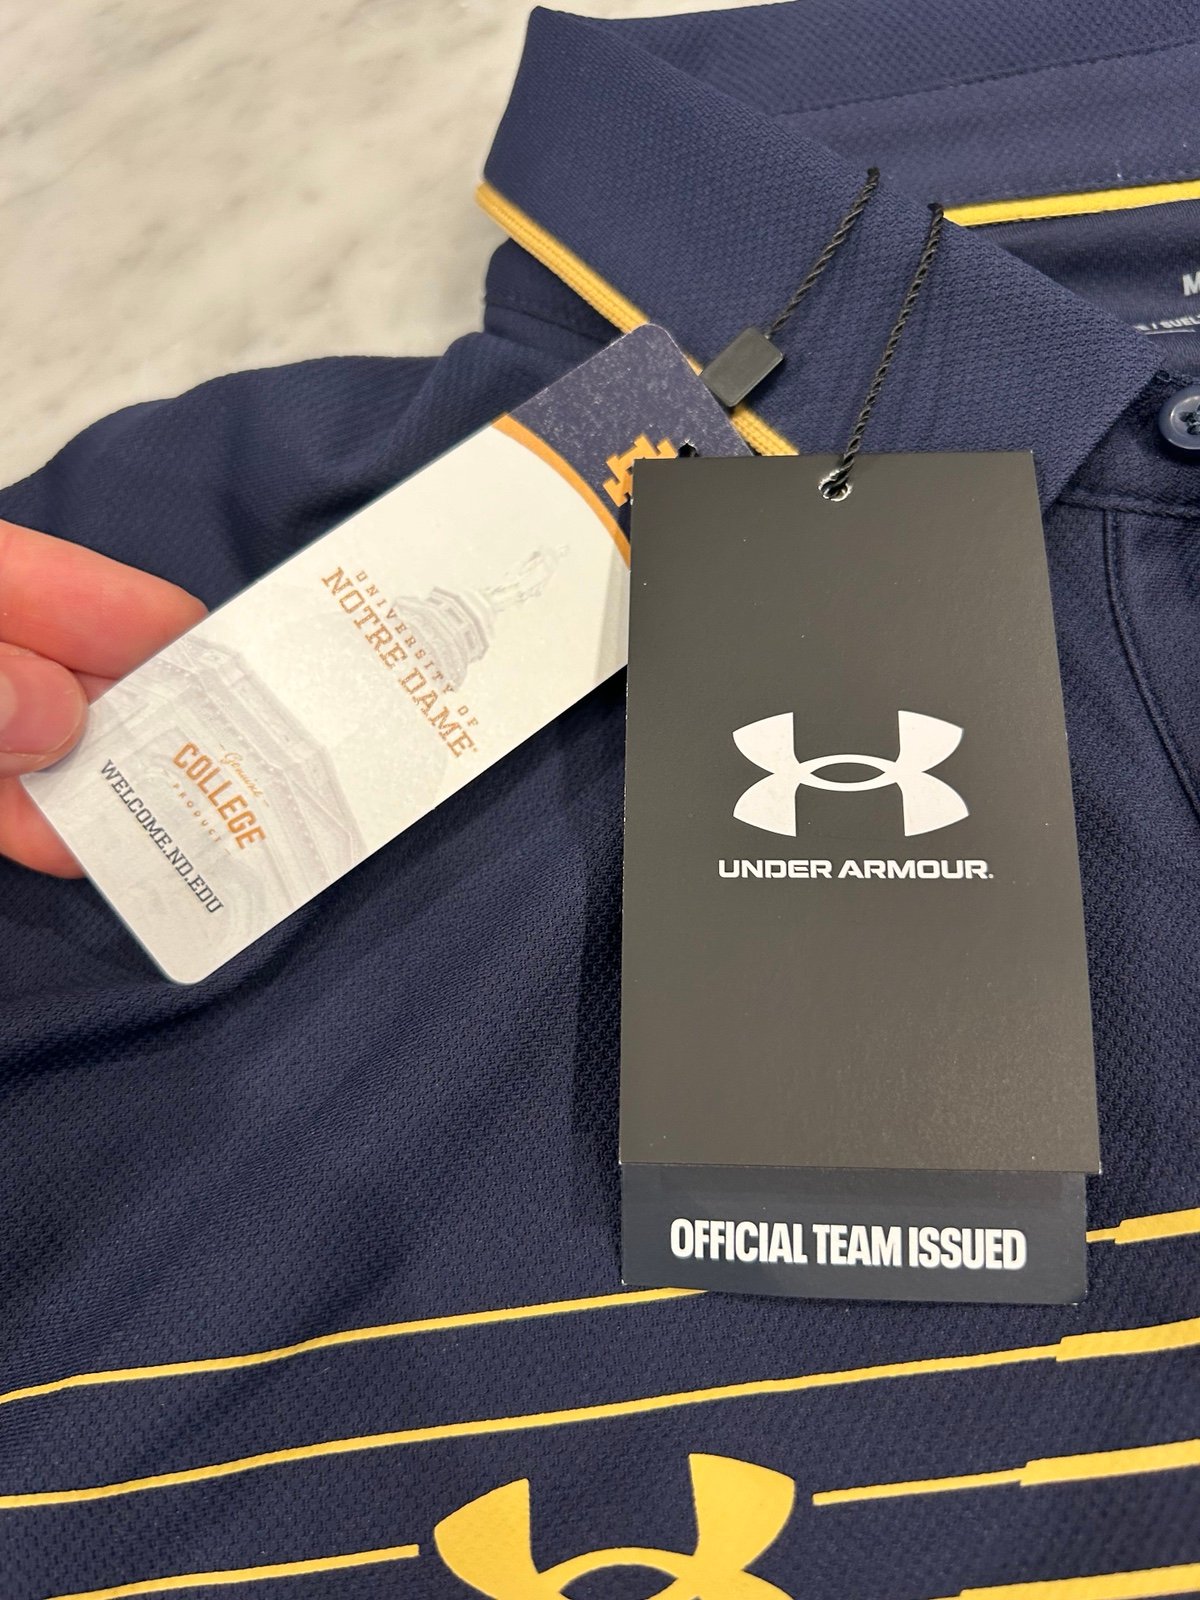 UNIVERSITY OF
NOTRE DAME®
Genuine
COLLEGE
PRODUCT
WELCOME.ND.EDU
UNDER ARMOUR.
OFFICIAL TEAM ISSUED
M